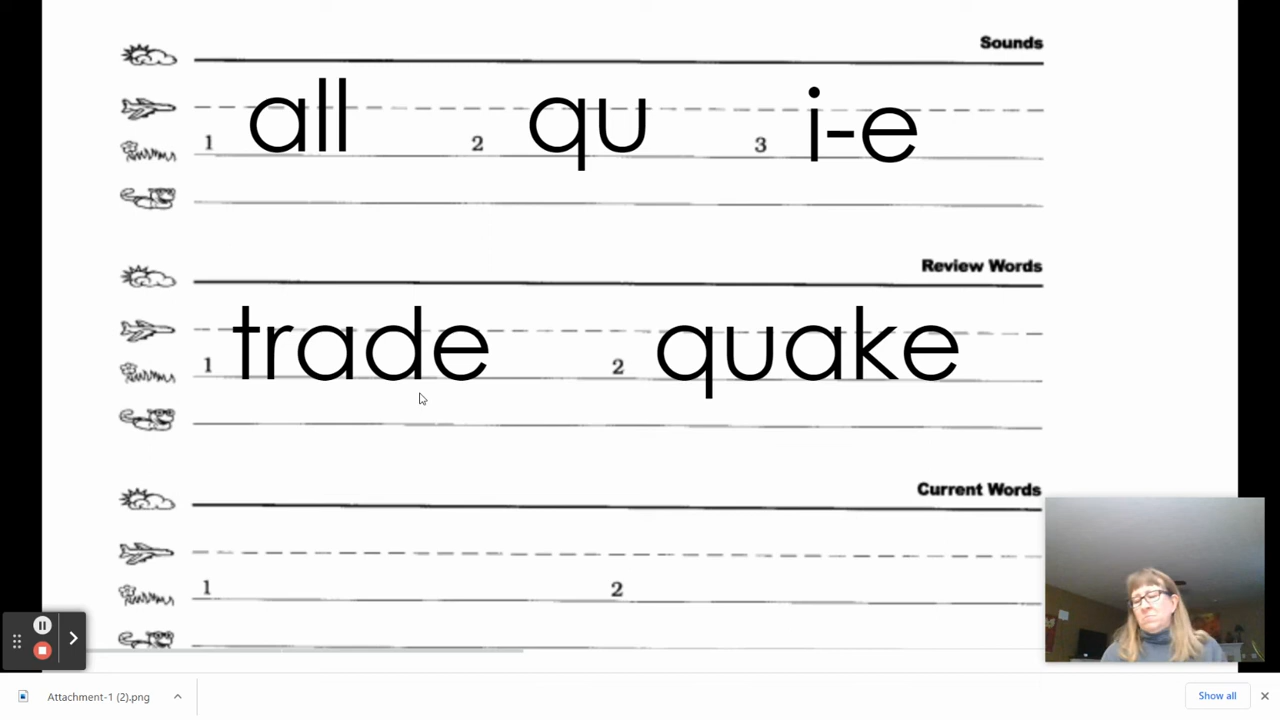 Sounds
1 all 2 qu 3 i-e
Review Words
1 trade 2 quake
Current Words
1 2
Attachment-1 (2).png
Show all